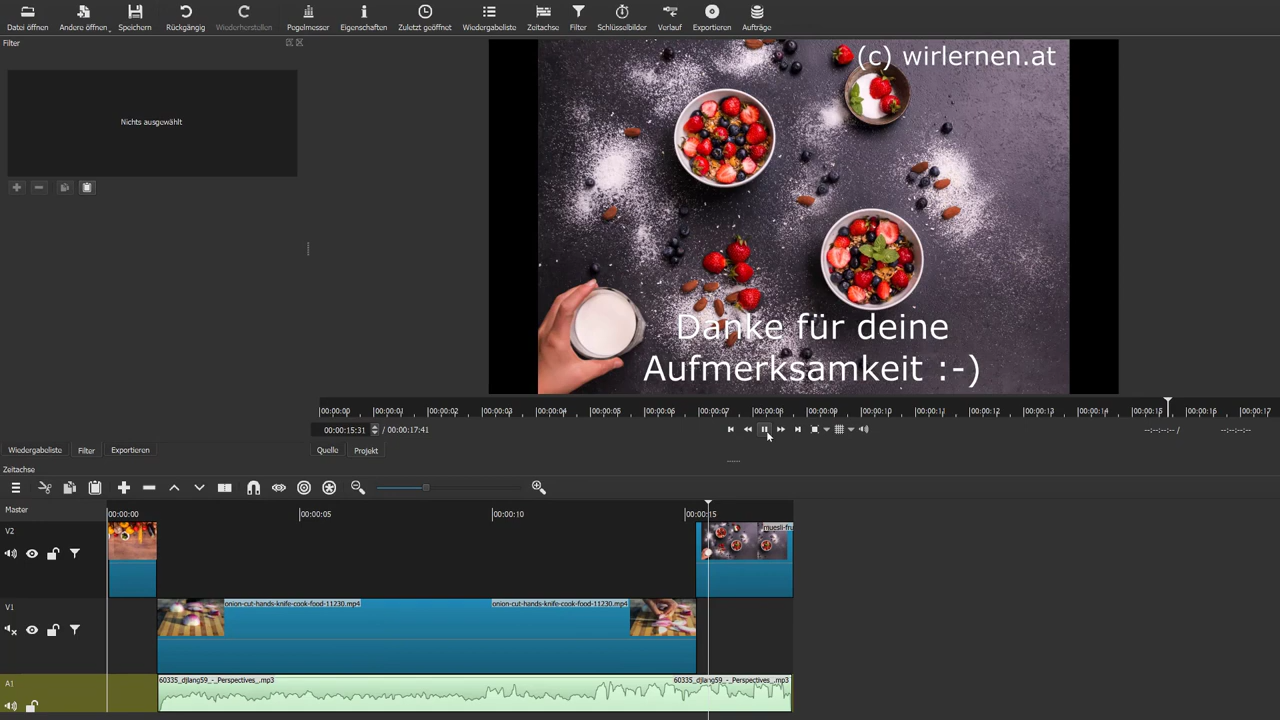 Datei öffnen Andere öffnen. Speichern Rückgängig Wiederherstellen Pegelmesser Eigenschaften Zuletzt geöffnet Wiedergabeliste Zeitachse Filter Schlüsselbilder Verlauf Exportieren Aufträge
Filter
Nichts ausgewählt
(c) wirlernen.at
Danke für deine
Aufmerksamkeit :-)
00:00:00 00:00:01 00:00:02 00:00:03 00:00:04 00:00:05 00:00:06 00:00:07 00:00:08 00:00:09 00:00:10 00:00:11 00:00:12 00:00:13 00:00:14 00:00:15 00:00:16 00:00:17
00:00:15:31 / 00:00:17:41 --:--:--:-- / --:--:--:--
Wiedergabeliste Filter Exportieren Quelle Projekt
Zeitachse
Master 00:00:00 00:00:05 00:00:10 00:00:15
V2 muesli-fru
V1 onion-cut-hands-knife-cook-food-11230.mp4 onion-cut-hands-knife-cook-food-11230.mp4
A1 60335_djlang59_-_Perspectives_.mp3 60335_djlang59_-_Perspectives_.mp3